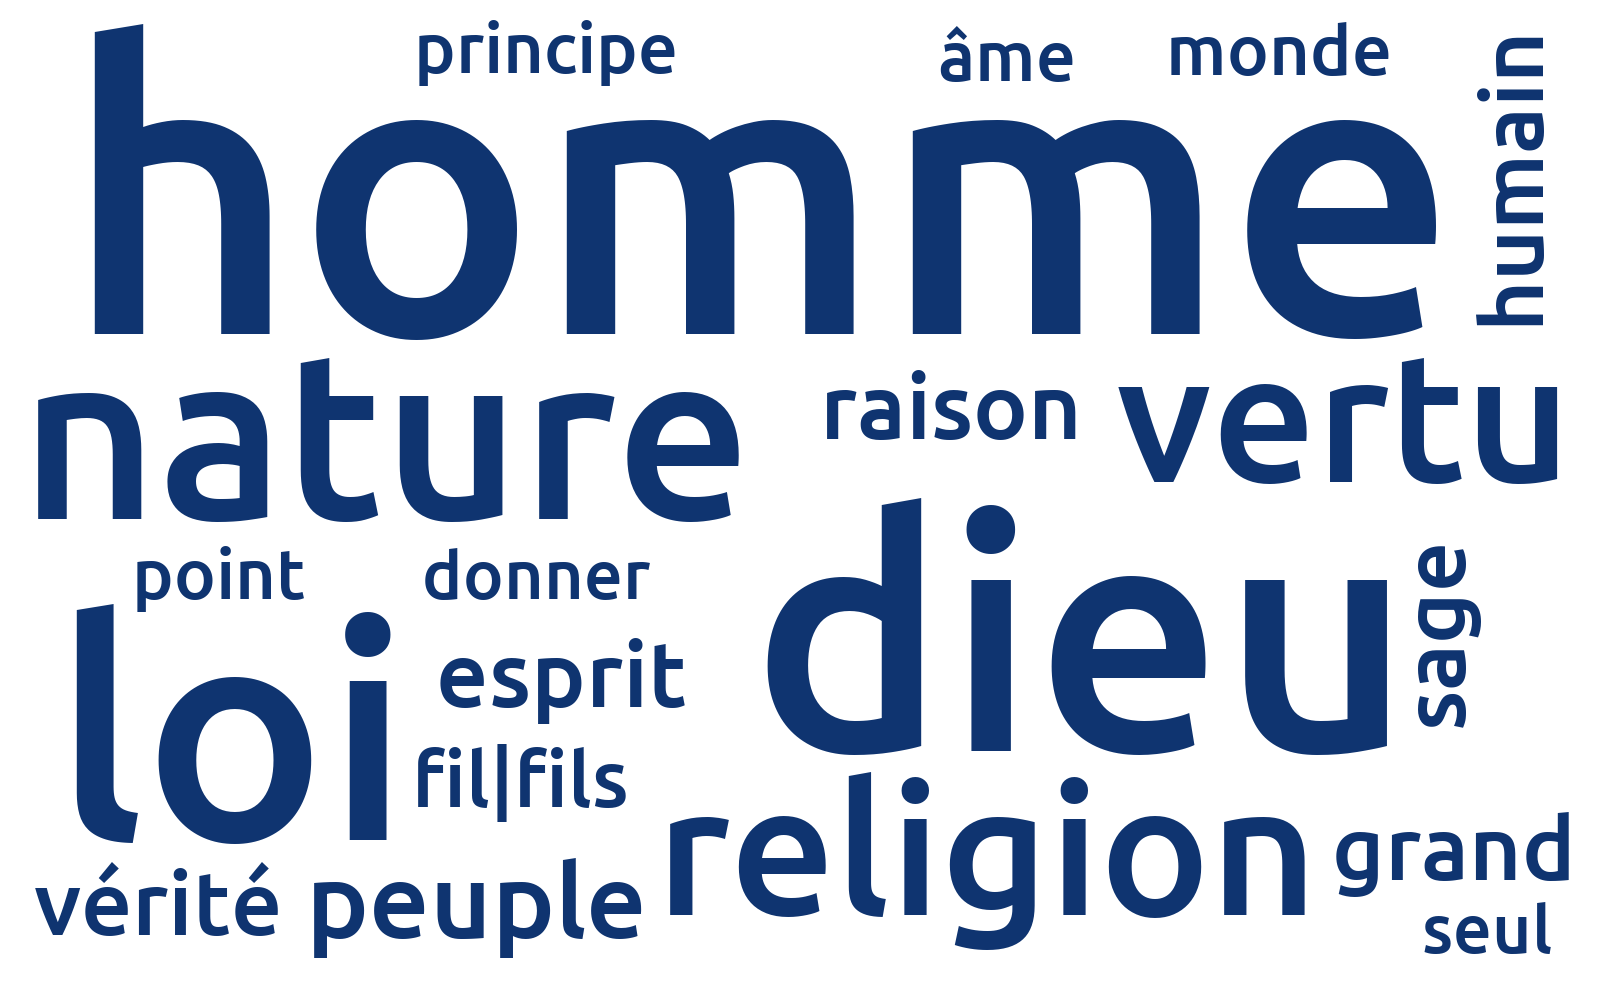 principe
âme
monde
homme
humain
nature
raison
vertu
point
donner
dieu
sage
loi
esprit
fil|fils
religion
grand
vérité
peuple
seul